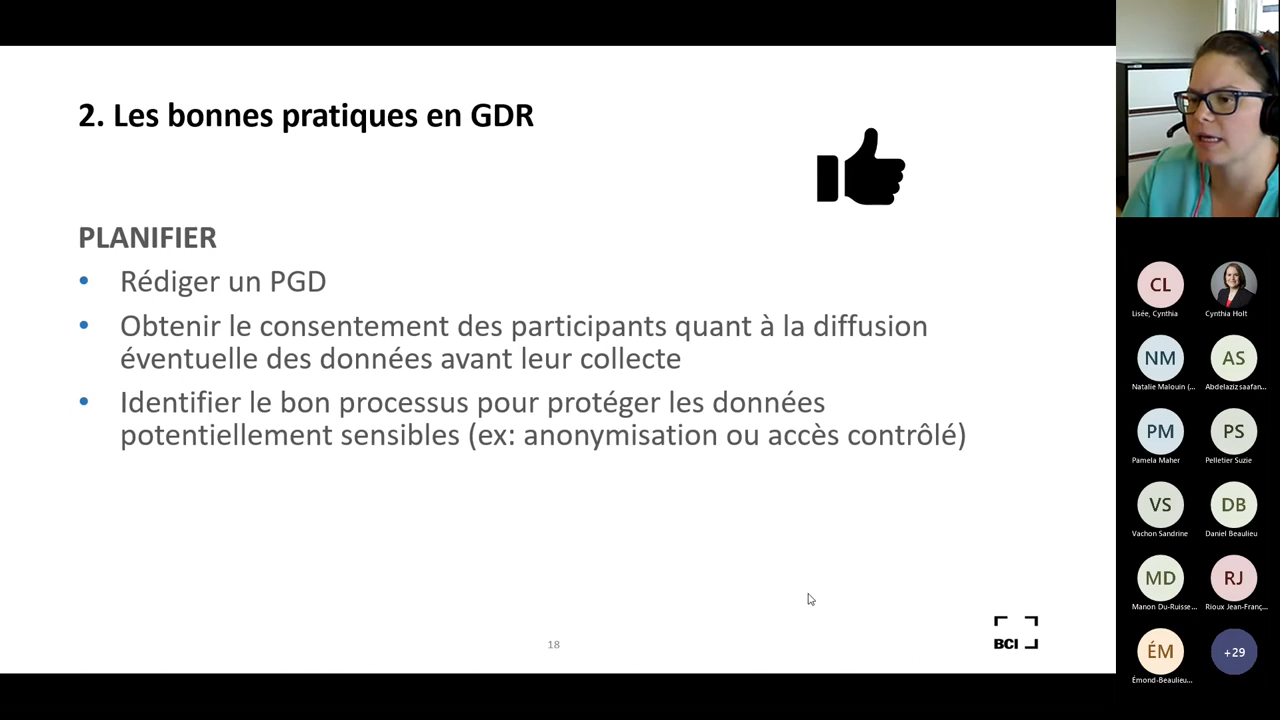 2. Les bonnes pratiques en GDR
PLANIFIER
• Rédiger un PGD
• Obtenir le consentement des participants quant à la diffusion
éventuelle des données avant leur collecte
• Identifier le bon processus pour protéger les données
potentiellement sensibles (ex: anonymisation ou accès contrôlé)
18
BCI
CL
Lisée, Cynthia
Cynthia Holt
NM
Natalie Malouin (...
AS
Abdelaziz saafan...
PM
Pamela Maher
PS
Pelletier Suzie
VS
Vachon Sandrine
DB
Daniel Beaulieu
MD
Manon Du-Ruisse...
RJ
Rioux Jean-Franç...
ÉM
Émond-Beaulieu...
+29